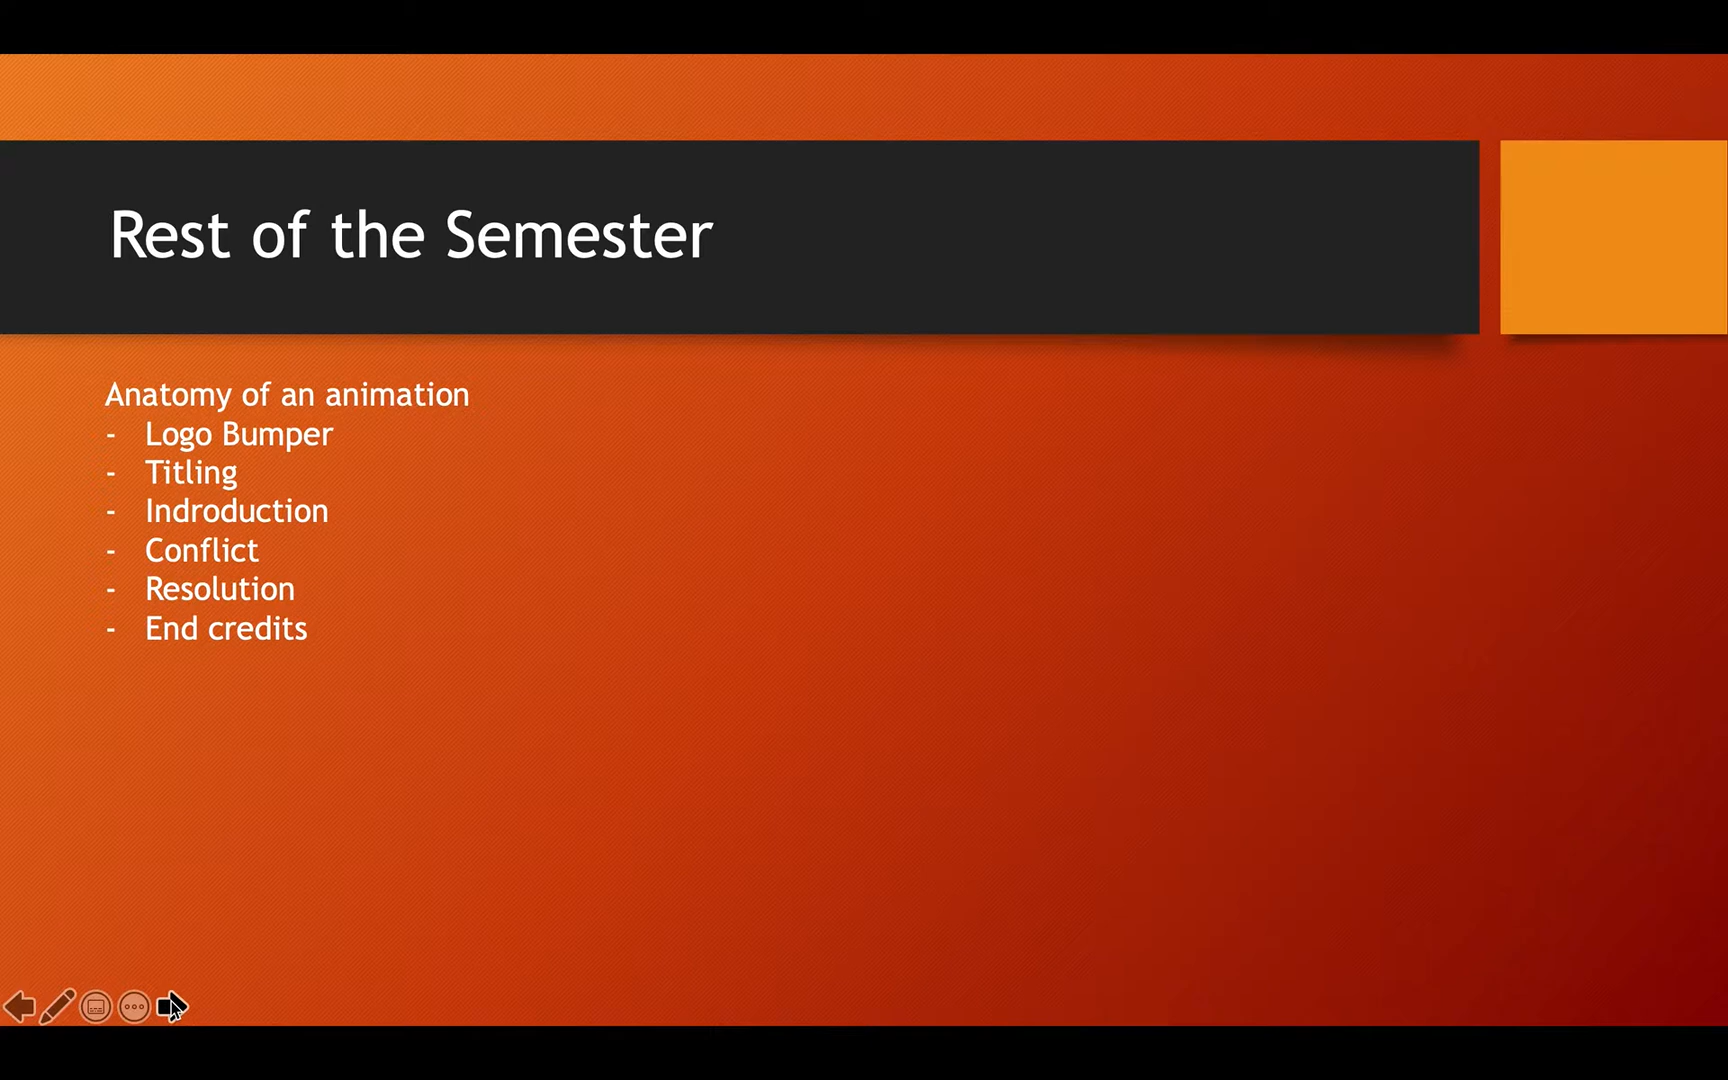 Rest of the Semester
Anatomy of an animation
- Logo Bumper
- Titling
- Indroduction
- Conflict
- Resolution
- End credits